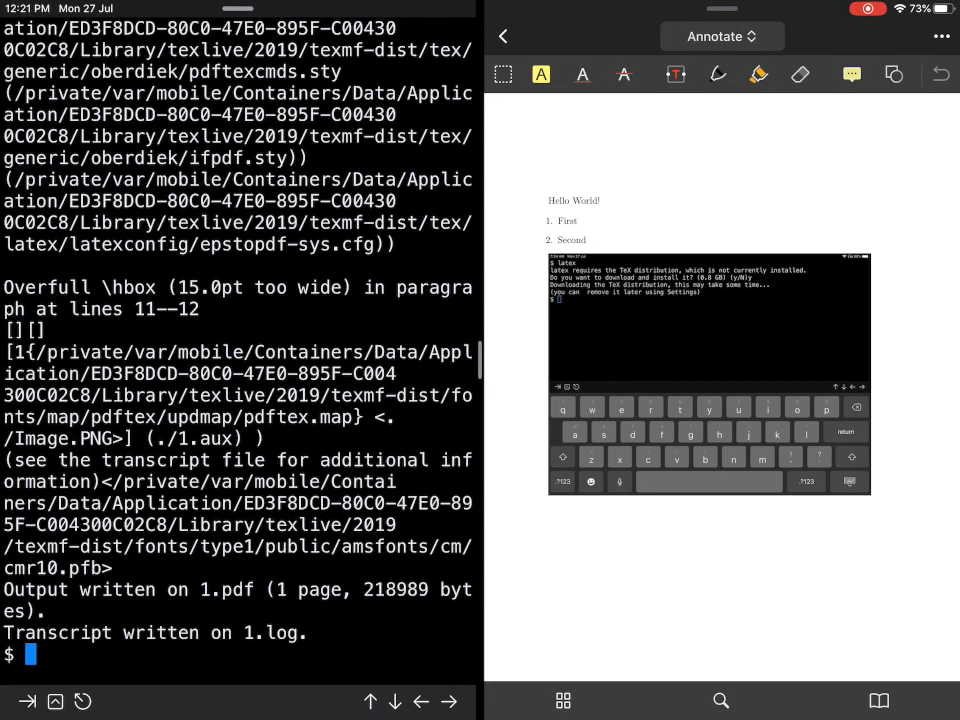 12:21 PM Mon 27 Jul
73%
ation/ED3F8DCD-80C0-47E0-895F-C00430
0C02C8/Library/texlive/2019/texmf-dist/tex/
generic/oberdiek/pdftexcmds.sty
(/private/var/mobile/Containers/Data/Applic
ation/ED3F8DCD-80C0-47E0-895F-C00430
0C02C8/Library/texlive/2019/texmf-dist/tex/
generic/oberdiek/ifpdf.sty))
(/private/var/mobile/Containers/Data/Applic
ation/ED3F8DCD-80C0-47E0-895F-C00430
0C02C8/Library/texlive/2019/texmf-dist/tex/
latex/latexconfig/epstopdf-sys.cfg))
Overfull \hbox (15.0pt too wide) in paragra
ph at lines 11--12
[][]
[1{/private/var/mobile/Containers/Data/Appl
ication/ED3F8DCD-80C0-47E0-895F-C004
300C02C8/Library/texlive/2019/texmf-dist/fo
nts/map/pdftex/updmap/pdftex.map} <.
/Image.PNG>] (./1.aux) )
(see the transcript file for additional inf
ormation)</private/var/mobile/Contai
ners/Data/Application/ED3F8DCD-80C0-47E0-89
5F-C004300C02C8/Library/texlive/2019
/texmf-dist/fonts/type1/public/amsfonts/cm/
cmr10.pfb>
Output written on 1.pdf (1 page, 218989 byt
es).
Transcript written on 1.log.
$
Annotate
A A A T
Hello World!
1. First
2. Second
$ latex
latex requires the TeX distribution, which is not currently installed.
Do you want to download and install it? (0.8 GB) (y/N)y
Downloading the TeX distribution, this may take some time...
(you can remove it later using Settings)
$
q w e r t y u i o p
a s d f g h j k l return
z x c v b n m ! , ? .
.?123 .?123